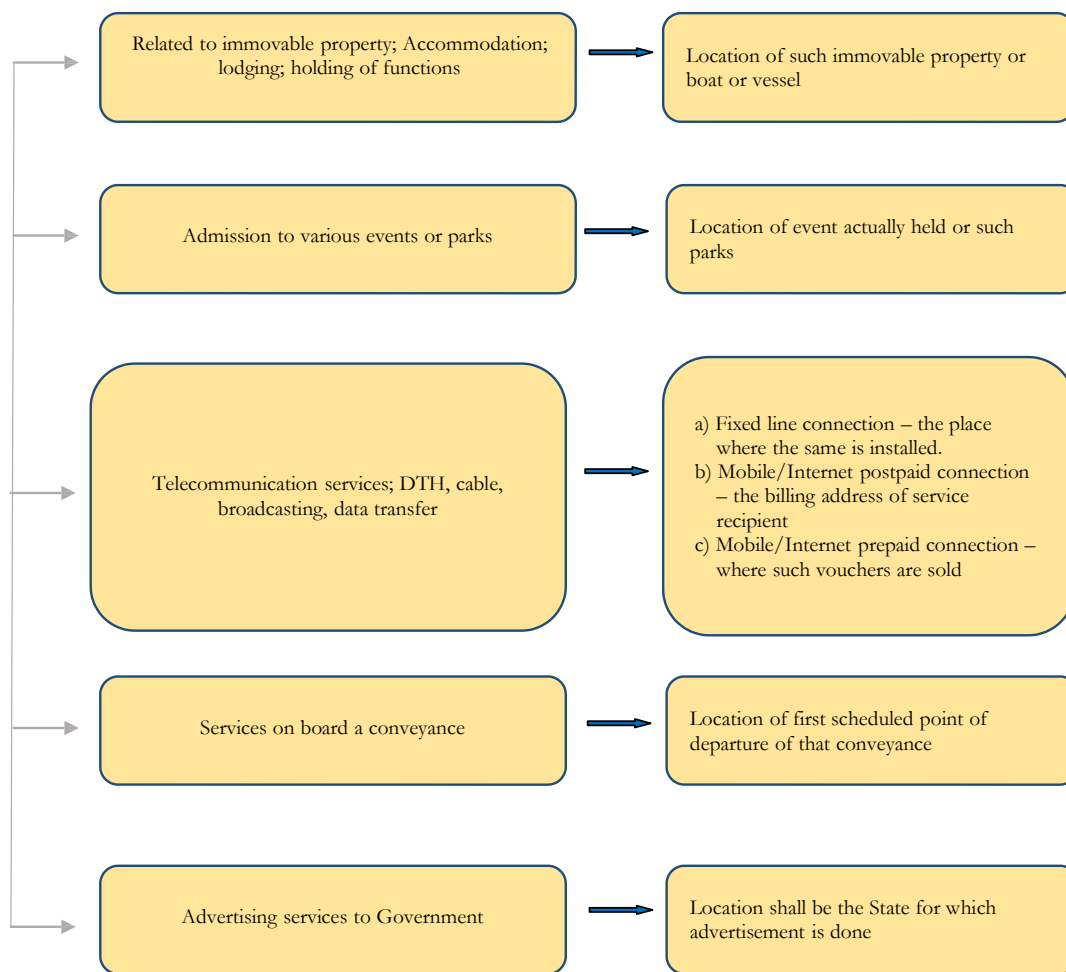 Related to immovable property; Accommodation;
lodging; holding of functions
Location of such immovable property or
boat or vessel
Admission to various events or parks
Location of event actually held or such
parks
Telecommunication services; DTH, cable,
broadcasting, data transfer
a) Fixed line connection – the place
where the same is installed.
b) Mobile/Internet postpaid connection
– the billing address of service
recipient
c) Mobile/Internet prepaid connection –
where such vouchers are sold
Services on board a conveyance
Location of first scheduled point of
departure of that conveyance
Advertising services to Government
Location shall be the State for which
advertisement is done